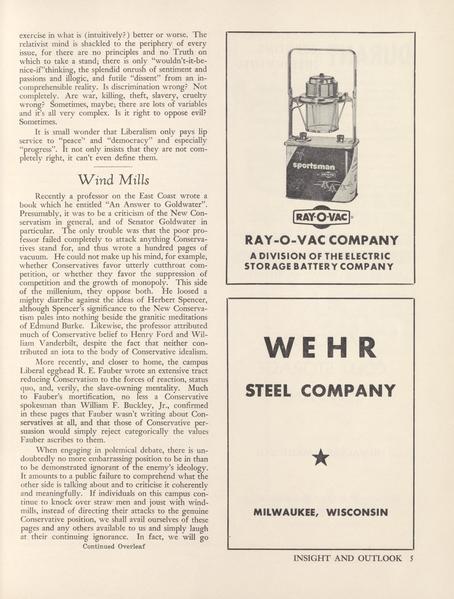 exercise in what is (intuitively?) better or worse. The
relativist mind is shackled to the periphery of every
issue, for there are no principles and no Truth on
which to take a stand; there is only "wouldn't-it-be-
nice-if"thinking, the splendid onrush of sentiment and
passions and illogic, and futile "dissent" from an in-
comprehensible reality. Is discrimination wrong? Not
completely. Are war, killing, theft, slavery, cruelty
wrong? Sometimes, maybe; there are lots of variables
and it's all very complex. Is it right to oppose evil?
Sometimes.
It is small wonder that Liberalism only pays lip
service to "peace" and "democracy" and especially
"progress". It not only insists that they are not com-
pletely right, it can't even define them.
Wind Mills
Recently a professor on the East Coast wrote a
book which he entitled "An Answer to Goldwater".
Presumably, it was to be a criticism of the New Con-
servatism in general, and of Senator Goldwater in
particular. The only trouble was that the poor pro-
fessor failed completely to attack anything Conserva-
tives stand for, and thus wrote a hundred pages of
vacuum. He could not make up his mind, for example,
whether Conservatives favor utterly cutthroat com-
petition, or whether they favor the suppression of
competition and the growth of monopoly. This side
of the millenium, they oppose both. He loosed a
mighty diatribe against the ideas of Herbert Spencer,
although Spencer's significance to the New Conserva-
tism pales into nothing beside the granitic meditations
of Edmund Burke. Likewise, the professor attributed
much of Conservative belief to Henry Ford and Wil-
liam Vanderbilt, despite the fact that neither con-
tributed an iota to the body of Conservative idealism.
More recently, and closer to home, the campus
Liberal egghead R. E. Fauber wrote an extensive tract
reducing Conservatism to the forces of reaction, status
quo, and, verily, the slave-owning mentality. Much
to Fauber's mortification, no less a Conservative
spokesman than William F. Buckley, Jr., confirmed
in these pages that Fauber wasn't writing about Con-
servatives at all, and that those of Conservative per-
suasion would simply reject categorically the values
Fauber ascribes to them.
When engaging in polemical debate, there is un-
doubtedly no more embarrassing position to be in than
to be demonstrated ignorant of the enemy's ideology.
It amounts to a public failure to comprehend what the
other side is talking about and to criticise it coherently
and meaningfully. If individuals on this campus con-
tinue to knock over straw men and joust with wind-
mills, instead of directing their attacks to the genuine
Conservative position, we shall avail ourselves of these
pages and any others available to us and simply laugh
at their continuing ignorance. In fact, we will go
Continued Overleaf
sportsman
RAY-O-VAC
RAY-O-VAC COMPANY
A DIVISION OF THE ELECTRIC
STORAGE BATTERY COMPANY
WEHR
STEEL COMPANY
MILWAUKEE, WISCONSIN
INSIGHT AND OUTLOOK 5